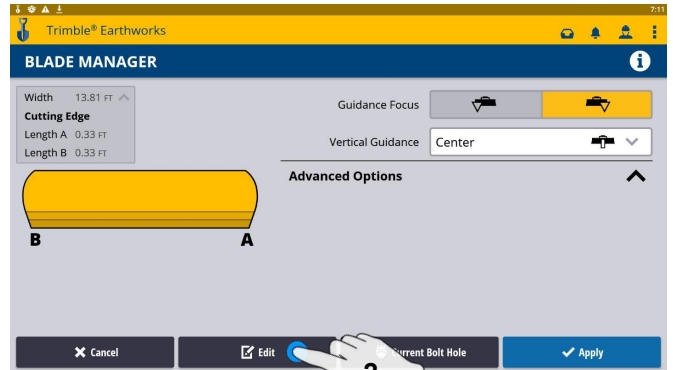 7:11
Trimble® Earthworks
BLADE MANAGER
i
Width 13.81 FT
Cutting Edge
Length A 0.33 FT
Length B 0.33 FT
Guidance Focus
Vertical Guidance Center
Advanced Options
B A
Cancel Edit Current Bolt Hole Apply